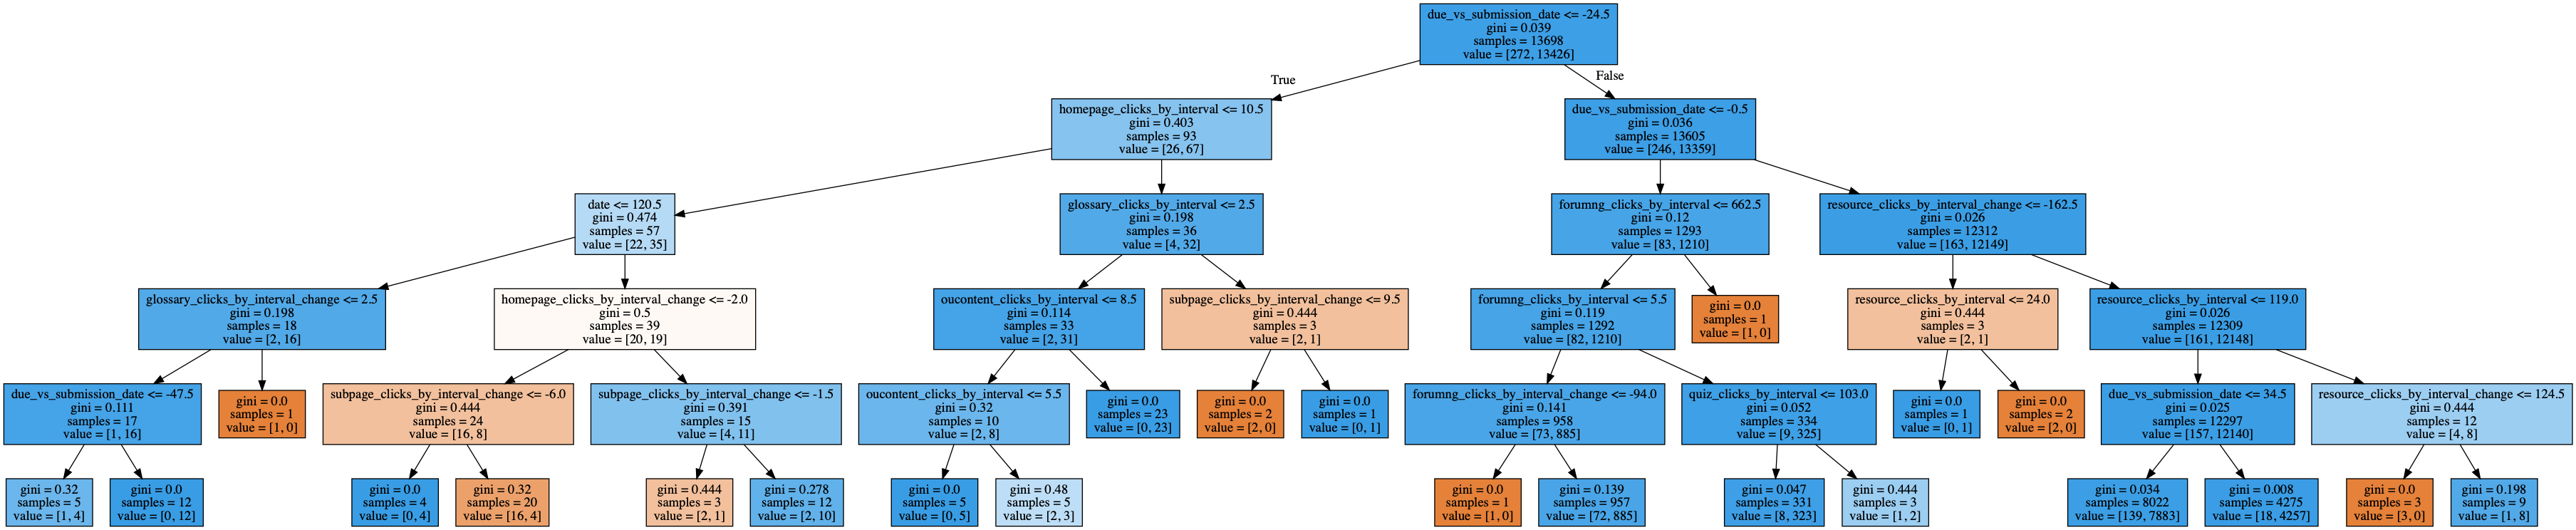 due_vs_submission_date <= -24.5
gini = 0.039
samples = 13698
value = [272, 13426]
True
False
homepage_clicks_by_interval <= 10.5
gini = 0.403
samples = 93
value = [26, 67]
due_vs_submission_date <= -0.5
gini = 0.036
samples = 13605
value = [246, 13359]
date <= 120.5
gini = 0.474
samples = 57
value = [22, 35]
glossary_clicks_by_interval <= 2.5
gini = 0.198
samples = 36
value = [4, 32]
forumng_clicks_by_interval <= 662.5
gini = 0.12
samples = 1293
value = [83, 1210]
resource_clicks_by_interval_change <= -162.5
gini = 0.026
samples = 12312
value = [163, 12149]
glossary_clicks_by_interval_change <= 2.5
gini = 0.198
samples = 18
value = [2, 16]
homepage_clicks_by_interval_change <= -2.0
gini = 0.5
samples = 39
value = [20, 19]
oucontent_clicks_by_interval <= 8.5
gini = 0.114
samples = 33
value = [2, 31]
subpage_clicks_by_interval_change <= 9.5
gini = 0.444
samples = 3
value = [2, 1]
forumng_clicks_by_interval <= 5.5
gini = 0.119
samples = 1292
value = [82, 1210]
gini = 0.0
samples = 1
value = [1, 0]
resource_clicks_by_interval <= 24.0
gini = 0.444
samples = 3
value = [2, 1]
resource_clicks_by_interval <= 119.0
gini = 0.026
samples = 12309
value = [161, 12148]
due_vs_submission_date <= -47.5
gini = 0.111
samples = 17
value = [1, 16]
gini = 0.0
samples = 1
value = [1, 0]
subpage_clicks_by_interval_change <= -6.0
gini = 0.444
samples = 24
value = [16, 8]
subpage_clicks_by_interval_change <= -1.5
gini = 0.391
samples = 15
value = [4, 11]
oucontent_clicks_by_interval <= 5.5
gini = 0.32
samples = 10
value = [2, 8]
gini = 0.0
samples = 23
value = [0, 23]
gini = 0.0
samples = 2
value = [2, 0]
gini = 0.0
samples = 1
value = [0, 1]
forumng_clicks_by_interval_change <= -94.0
gini = 0.141
samples = 958
value = [73, 885]
quiz_clicks_by_interval <= 103.0
gini = 0.052
samples = 334
value = [9, 325]
gini = 0.0
samples = 1
value = [0, 1]
gini = 0.0
samples = 2
value = [2, 0]
due_vs_submission_date <= 34.5
gini = 0.025
samples = 12297
value = [157, 12140]
resource_clicks_by_interval_change <= 124.5
gini = 0.444
samples = 12
value = [4, 8]
gini = 0.32
samples = 5
value = [1, 4]
gini = 0.0
samples = 12
value = [0, 12]
gini = 0.0
samples = 4
value = [0, 4]
gini = 0.32
samples = 20
value = [16, 4]
gini = 0.444
samples = 3
value = [2, 1]
gini = 0.278
samples = 12
value = [2, 10]
gini = 0.0
samples = 5
value = [0, 5]
gini = 0.48
samples = 5
value = [2, 3]
gini = 0.0
samples = 1
value = [1, 0]
gini = 0.139
samples = 957
value = [72, 885]
gini = 0.047
samples = 331
value = [8, 323]
gini = 0.444
samples = 3
value = [1, 2]
gini = 0.034
samples = 8022
value = [139, 7883]
gini = 0.008
samples = 4275
value = [18, 4257]
gini = 0.0
samples = 3
value = [3, 0]
gini = 0.198
samples = 9
value = [1, 8]